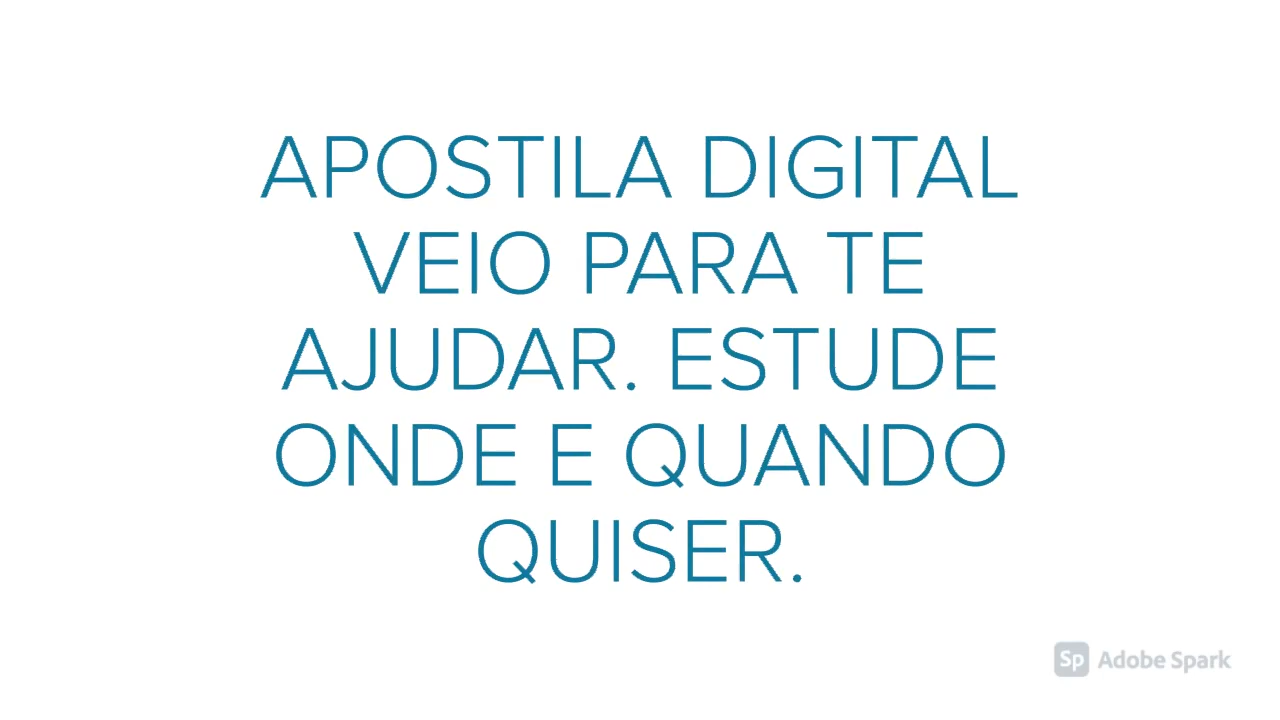 APOSTILA DIGITAL
VEIO PARA TE
AJUDAR. ESTUDE
ONDE E QUANDO
QUISER.
Sp Adobe Spark